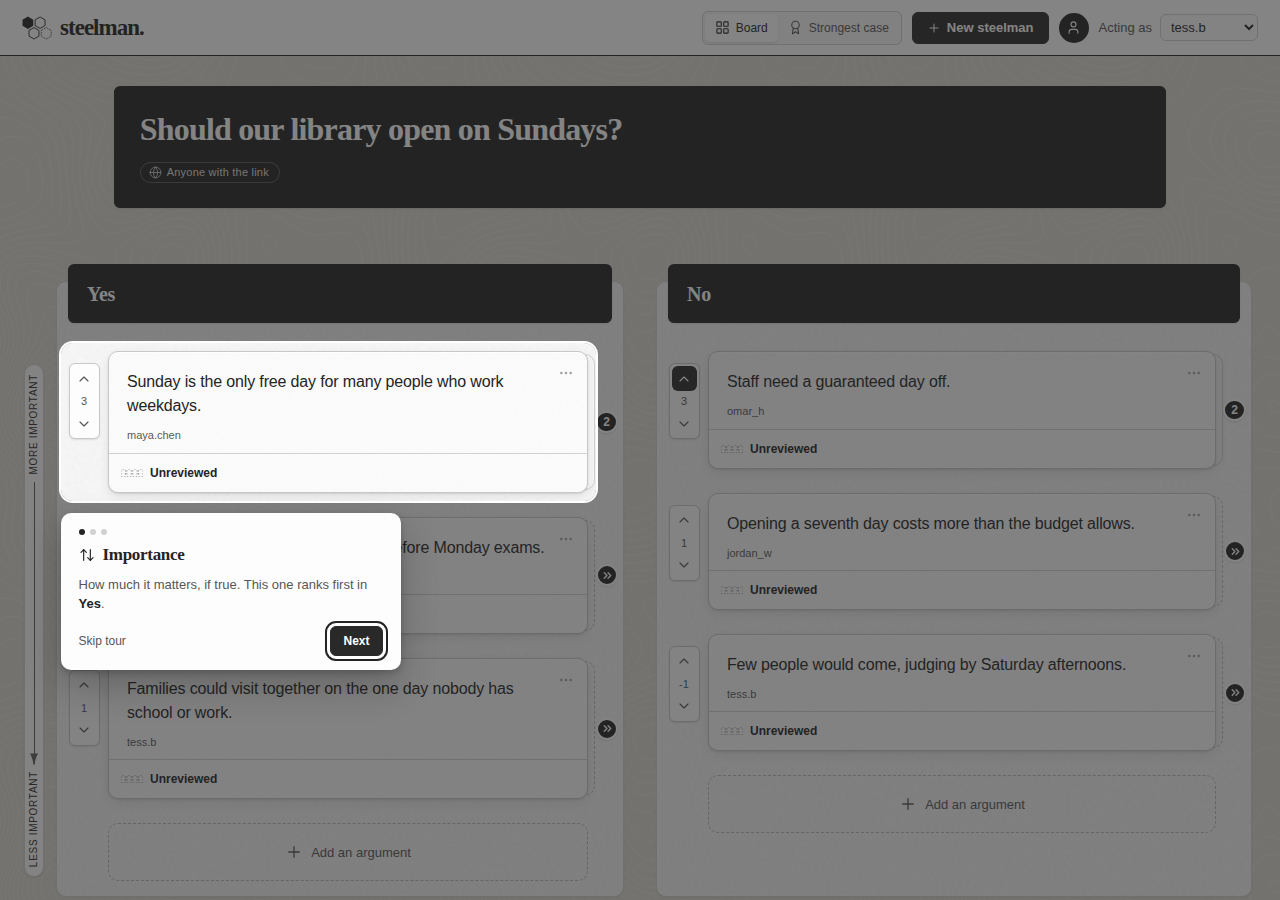 steelman.
Board
Strongest case
New steelman
Acting as
tess.b
Should our library open on Sundays?
Anyone with the link
MORE IMPORTANT
LESS IMPORTANT
Yes
3
Sunday is the only free day for many people who work
weekdays.
maya.chen
Unreviewed
2
fore Monday exams.
Importance
How much it matters, if true. This one ranks first in
Yes.
Skip tour
Next
1
Families could visit together on the one day nobody has
school or work.
tess.b
Unreviewed
Add an argument
No
3
Staff need a guaranteed day off.
omar_h
Unreviewed
2
1
Opening a seventh day costs more than the budget allows.
jordan_w
Unreviewed
-1
Few people would come, judging by Saturday afternoons.
tess.b
Unreviewed
Add an argument